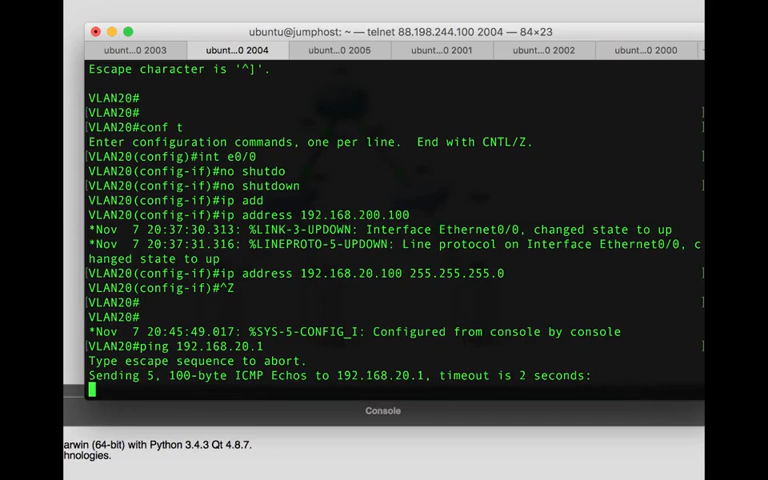 ubuntu@jumphost: ~ — telnet 88.198.244.100 2004 — 84×23
ubunt...0 2003 ubunt...0 2004 ubunt...0 2005 ubunt...0 2001 ubunt...0 2002 ubunt...0 2000
Escape character is '^]'.
VLAN20#
[VLAN20# ]
[VLAN20#conf t ]
Enter configuration commands, one per line. End with CNTL/Z.
[VLAN20(config)#int e0/0 ]
VLAN20(config-if)#no shutdo
VLAN20(config-if)#no shutdown
VLAN20(config-if)#ip add
VLAN20(config-if)#ip address 192.168.200.100
*Nov 7 20:37:30.313: %LINK-3-UPDOWN: Interface Ethernet0/0, changed state to up
*Nov 7 20:37:31.316: %LINEPROTO-5-UPDOWN: Line protocol on Interface Ethernet0/0, c
hanged state to up
VLAN20(config-if)#ip address 192.168.20.100 255.255.255.0
VLAN20(config-if)#^Z
[VLAN20# ]
VLAN20#
*Nov 7 20:45:49.017: %SYS-5-CONFIG_I: Configured from console by console
[VLAN20#ping 192.168.20.1 ]
Type escape sequence to abort.
Sending 5, 100-byte ICMP Echos to 192.168.20.1, timeout is 2 seconds:
Console
arwin (64-bit) with Python 3.4.3 Qt 4.8.7.
hnologies.